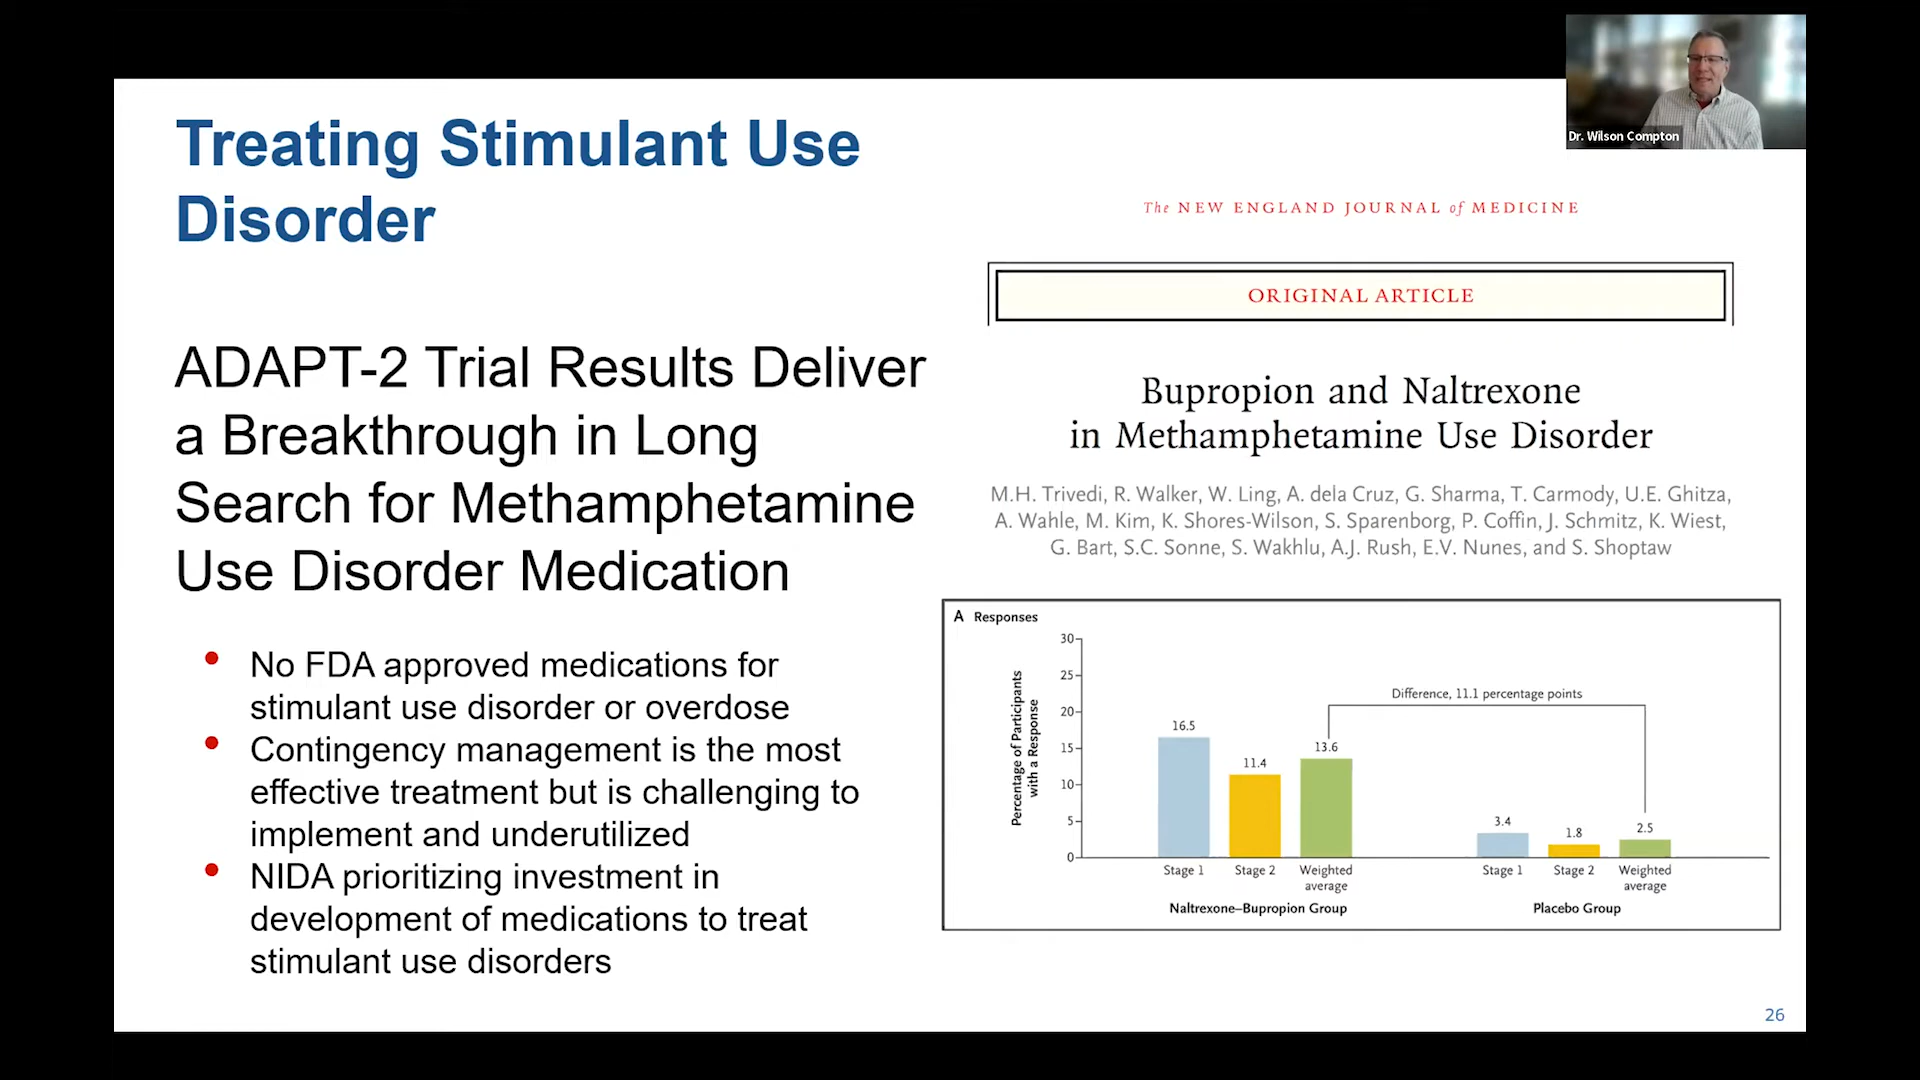 Dr. Wilson Compton
Treating Stimulant Use
Disorder
ADAPT-2 Trial Results Deliver
a Breakthrough in Long
Search for Methamphetamine
Use Disorder Medication
• No FDA approved medications for
stimulant use disorder or overdose
• Contingency management is the most
effective treatment but is challenging to
implement and underutilized
• NIDA prioritizing investment in
development of medications to treat
stimulant use disorders
The NEW ENGLAND JOURNAL of MEDICINE
ORIGINAL ARTICLE
Bupropion and Naltrexone
in Methamphetamine Use Disorder
M.H. Trivedi, R. Walker, W. Ling, A. dela Cruz, G. Sharma, T. Carmody, U.E. Ghitza,
A. Wahle, M. Kim, K. Shores-Wilson, S. Sparenborg, P. Coffin, J. Schmitz, K. Wiest,
G. Bart, S.C. Sonne, S. Wakhlu, A.J. Rush, E.V. Nunes, and S. Shoptaw
A Responses
Percentage of Participants
with a Response
30
25
20
15
10
5
0
Difference, 11.1 percentage points
16.5
11.4
13.6
3.4
1.8
2.5
Stage 1
Stage 2
Weighted
average
Stage 1
Stage 2
Weighted
average
Naltrexone–Bupropion Group
Placebo Group
26